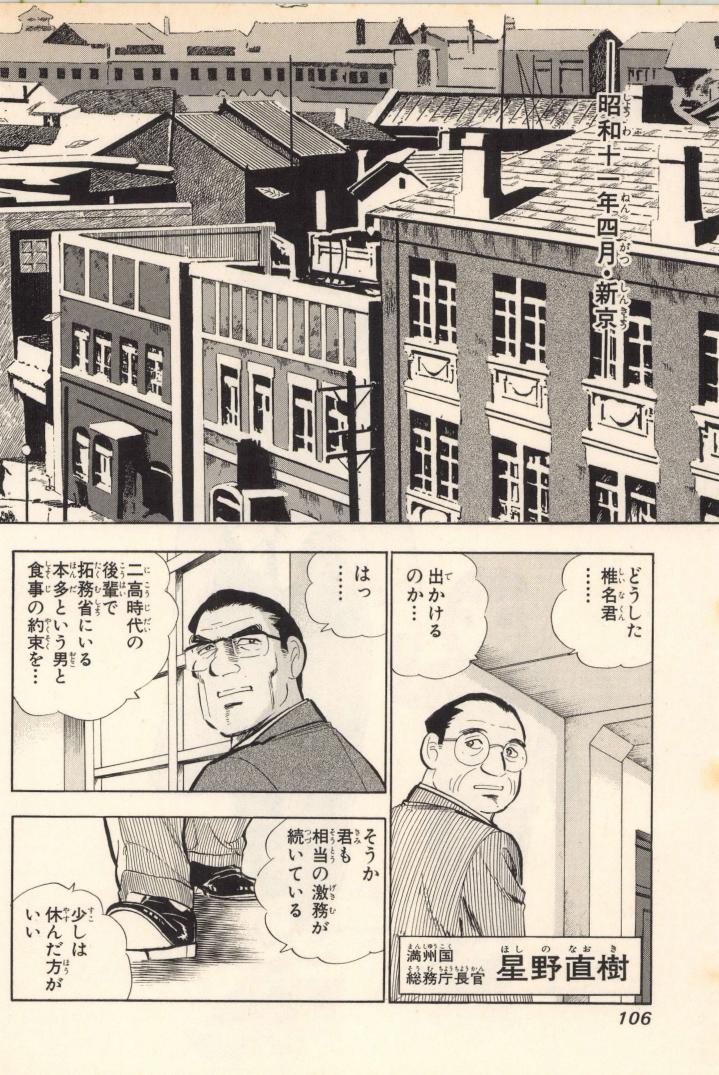 昭和十一年四月・新京
どうした
椎名君
……
出かける
のか…
満州国
総務庁長官
星野直樹
はっ
……
二高時代の
後輩で
拓務省にいる
本多という男と
食事の約束を…
そうか
君も
相当の激務が
続いている
少しは
休んだ方が
いい
106